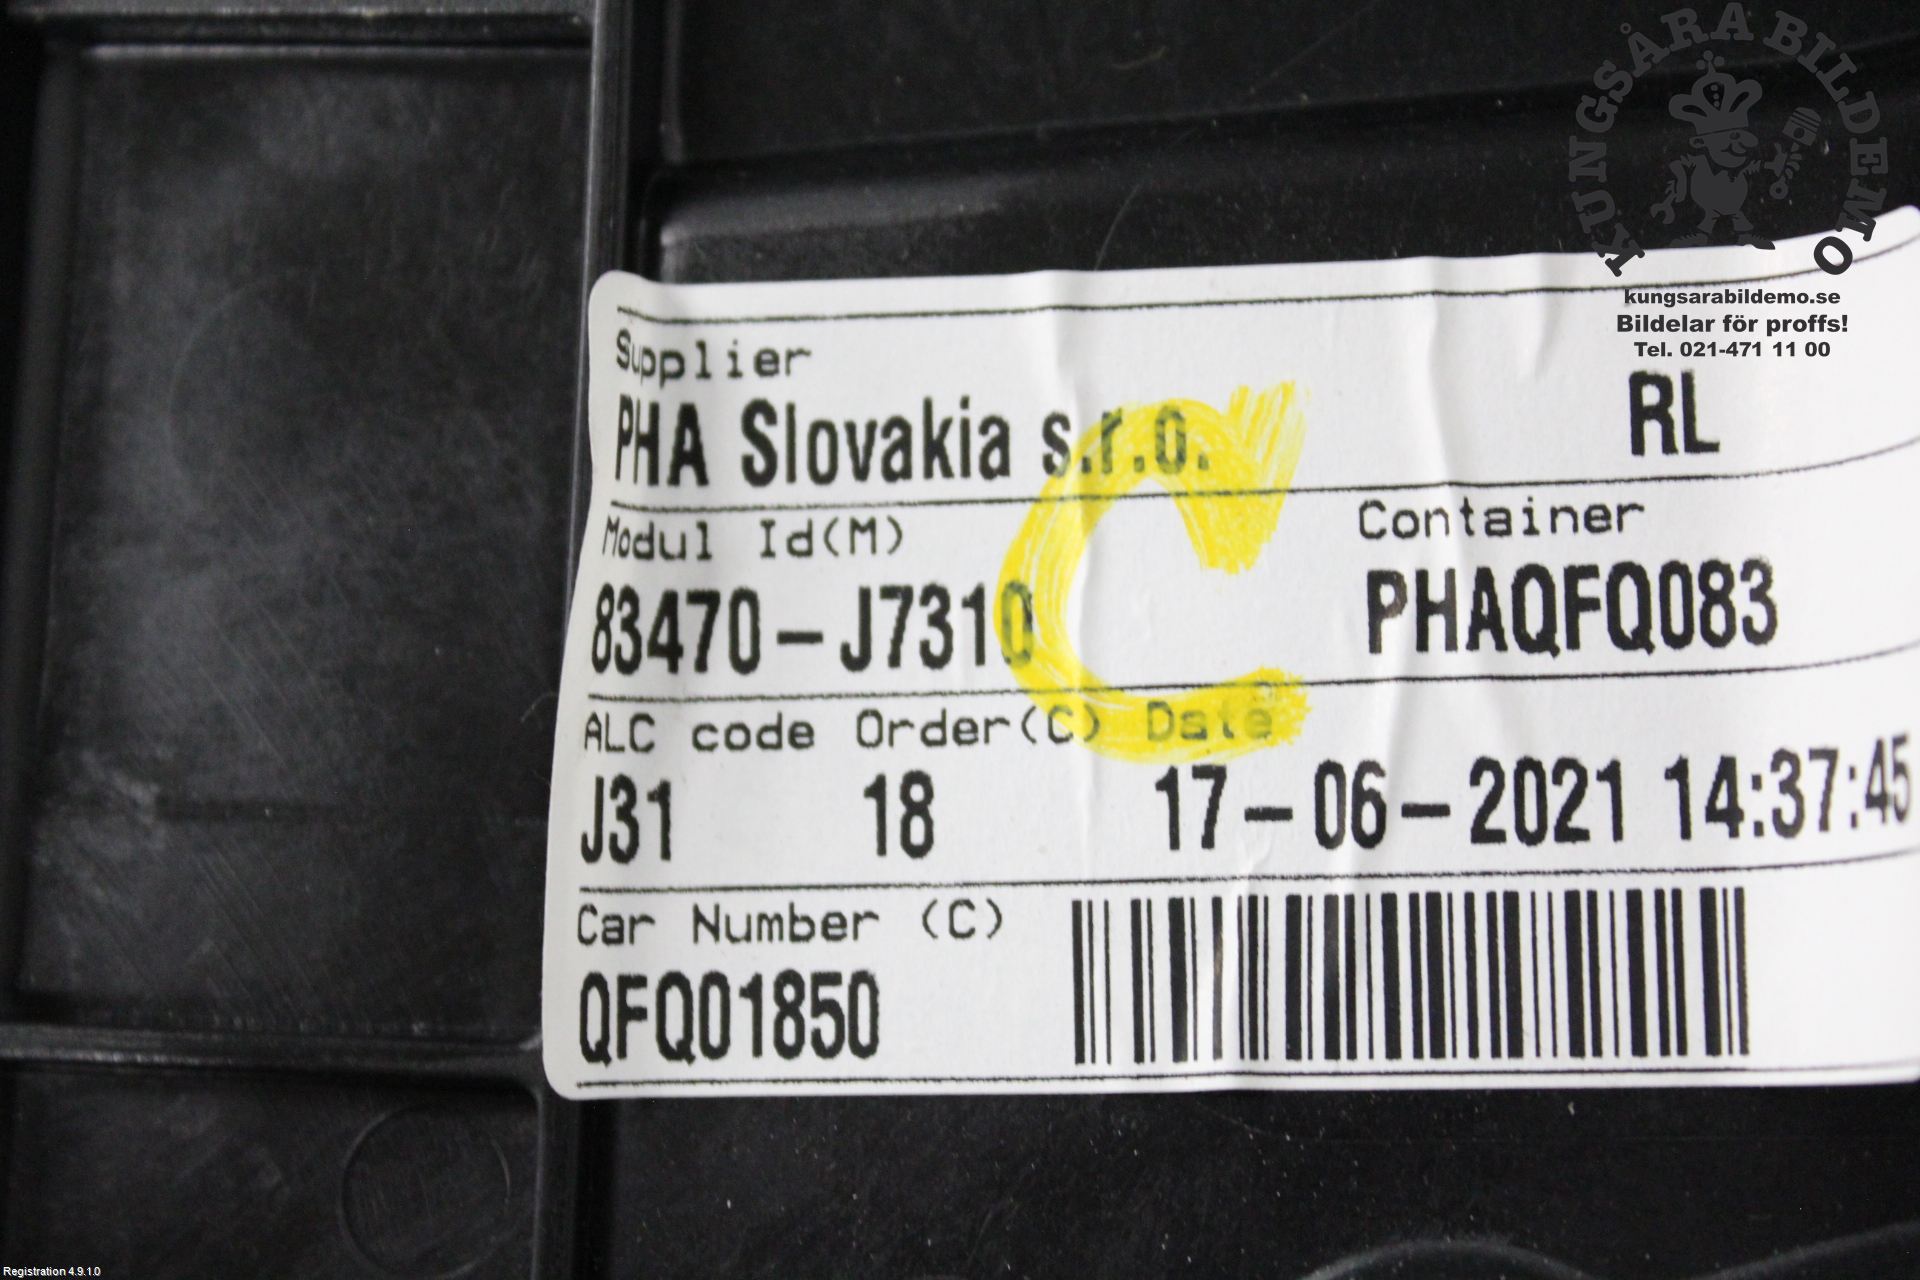 KUNGSÅRA BILDEMO
kungsarabildemo.se
Bildelar för proffs!
Tel. 021-471 11 00
Supplier
PHA Slovakia s.r.o. RL
Modul Id(M) Container
83470-J7310 PHAQFQ083
ALC code Order(C) Date
J31 18 17-06-2021 14:37:45
Car Number (C)
QFQ01850
C
Registration 4.9.1.0